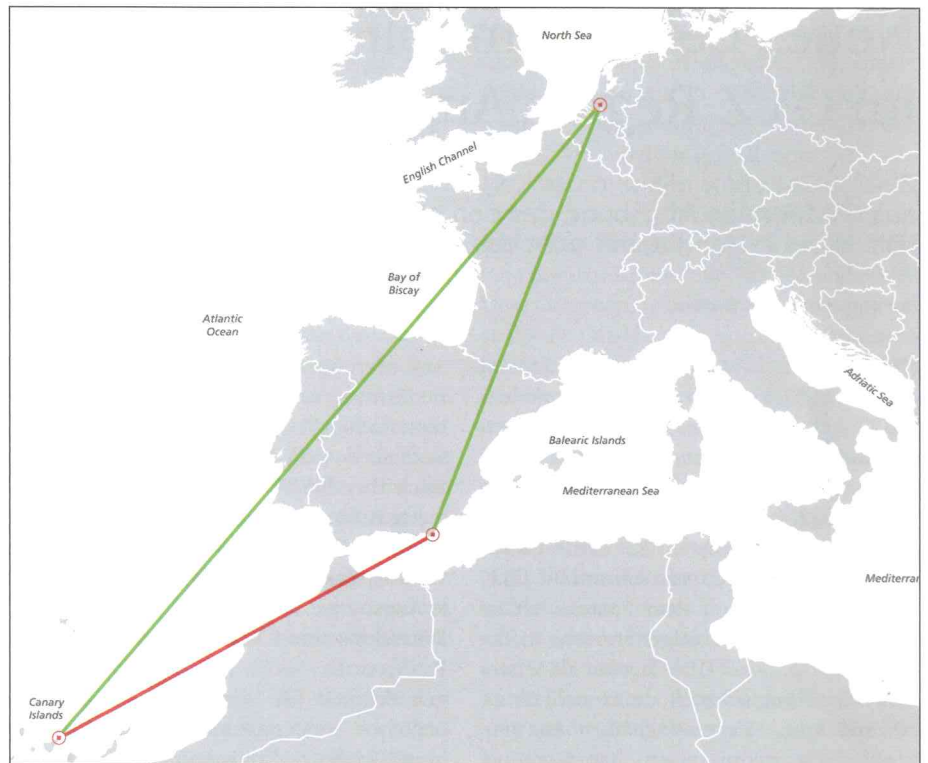 North Sea
English Channel
Bay of
Biscay
Atlantic
Ocean
Adriatic Sea
Balearic Islands
Mediterranean Sea
Mediterran
Canary
Islands